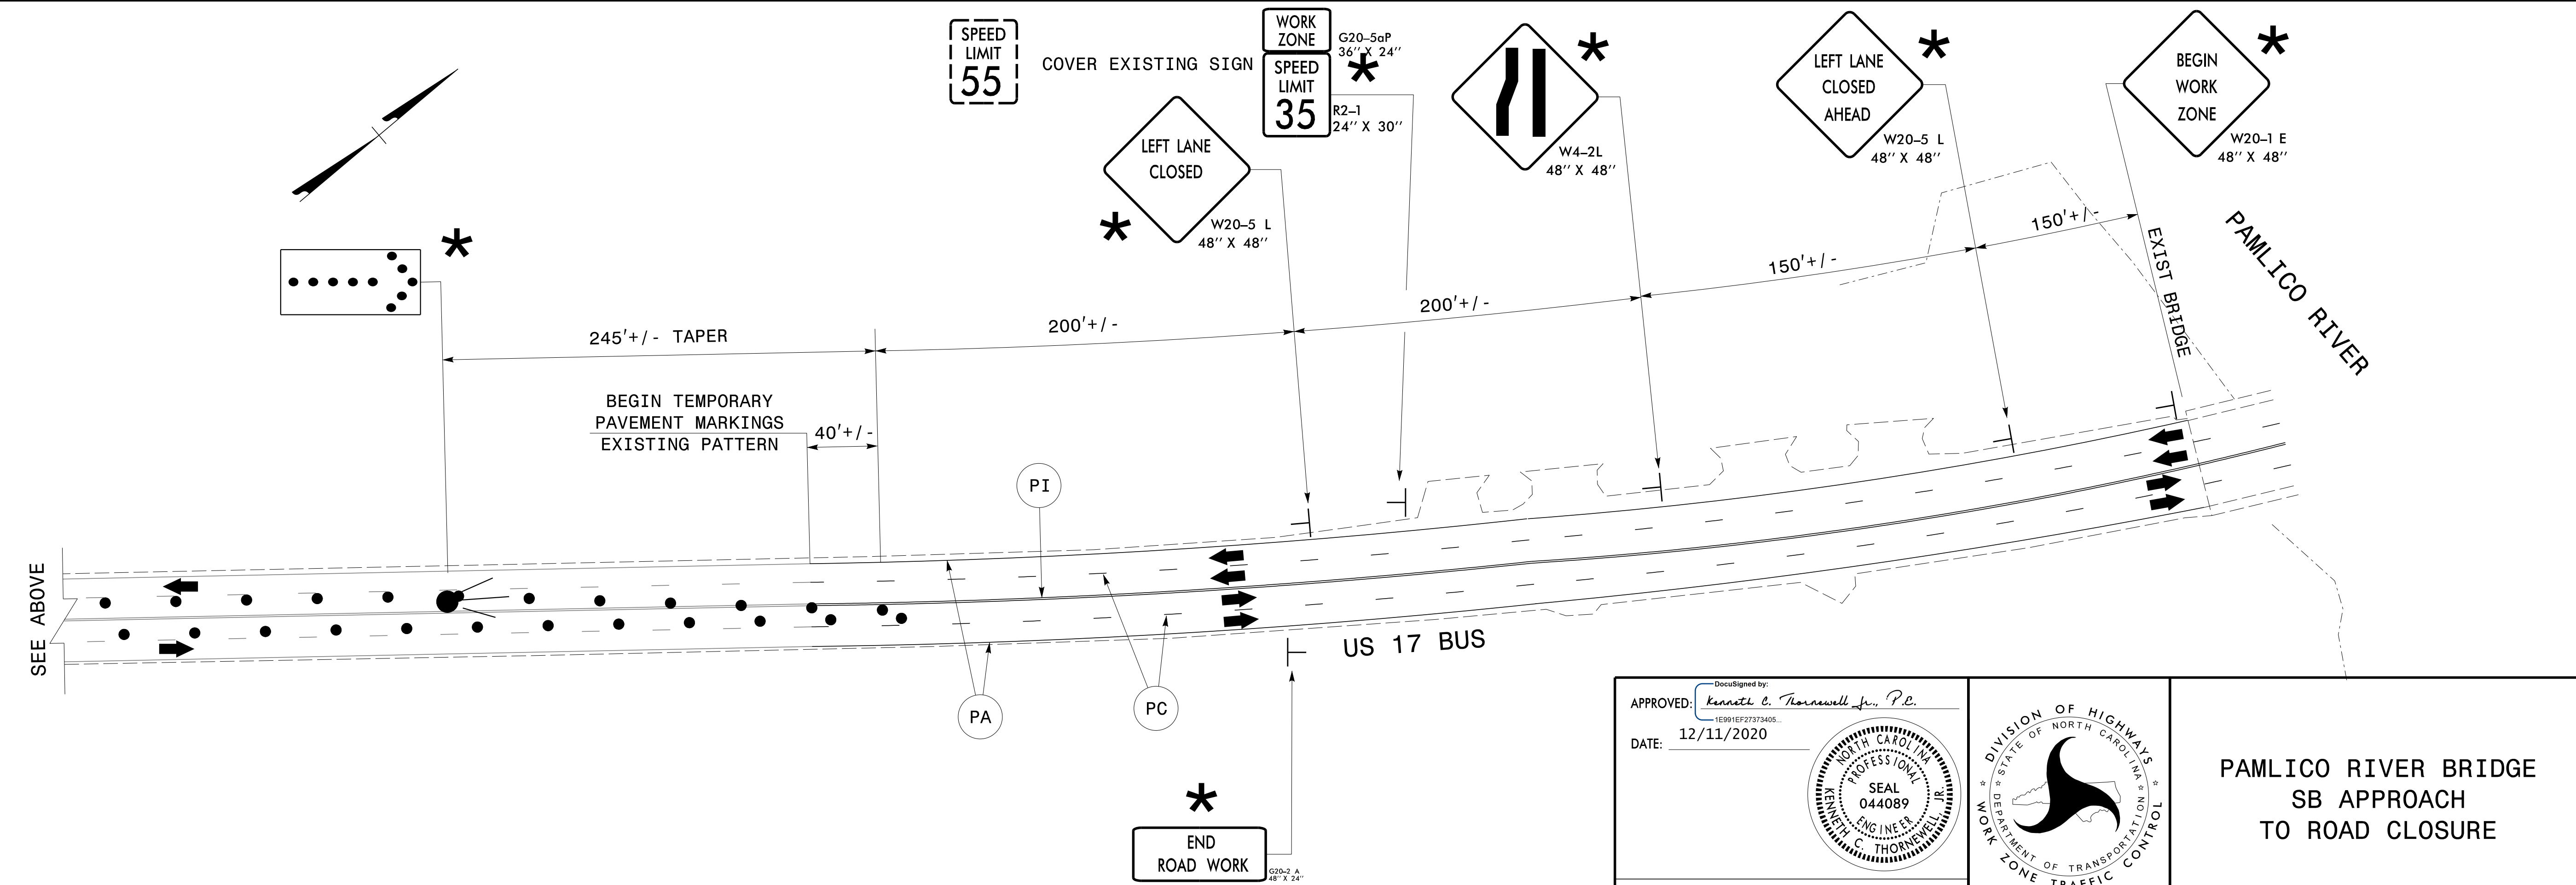 SPEED
LIMIT
55
COVER EXISTING SIGN
WORK
ZONE
G20-5aP
36'' X 24''
SPEED
LIMIT
35
R2-1
24'' X 30''
W4-2L
48'' X 48''
LEFT LANE
CLOSED
AHEAD
W20-5 L
48'' X 48''
BEGIN
WORK
ZONE
W20-1 E
48'' X 48''
LEFT LANE
CLOSED
W20-5 L
48'' X 48''
245'+/- TAPER
200'+/-
200'+/-
150'+/-
150'+/-
EXIST BRIDGE
PAMLICO RIVER
BEGIN TEMPORARY
PAVEMENT MARKINGS
EXISTING PATTERN
40'+/-
PI
SEE ABOVE
US 17 BUS
PA
PC
END
ROAD WORK
G20-2 A
48'' X 24''
APPROVED:
DocuSigned by:
Kenneth C. Thornewell Jr., P.E.
1E991EF27373405...
DATE: 12/11/2020
NORTH CAROLINA
PROFESSIONAL
SEAL
044089
ENGINEER
KENNETH C. THORNEWELL, JR.
DIVISION OF HIGHWAYS
STATE OF NORTH CAROLINA
DEPARTMENT OF TRANSPORTATION
WORK ZONE TRAFFIC CONTROL
PAMLICO RIVER BRIDGE
SB APPROACH
TO ROAD CLOSURE